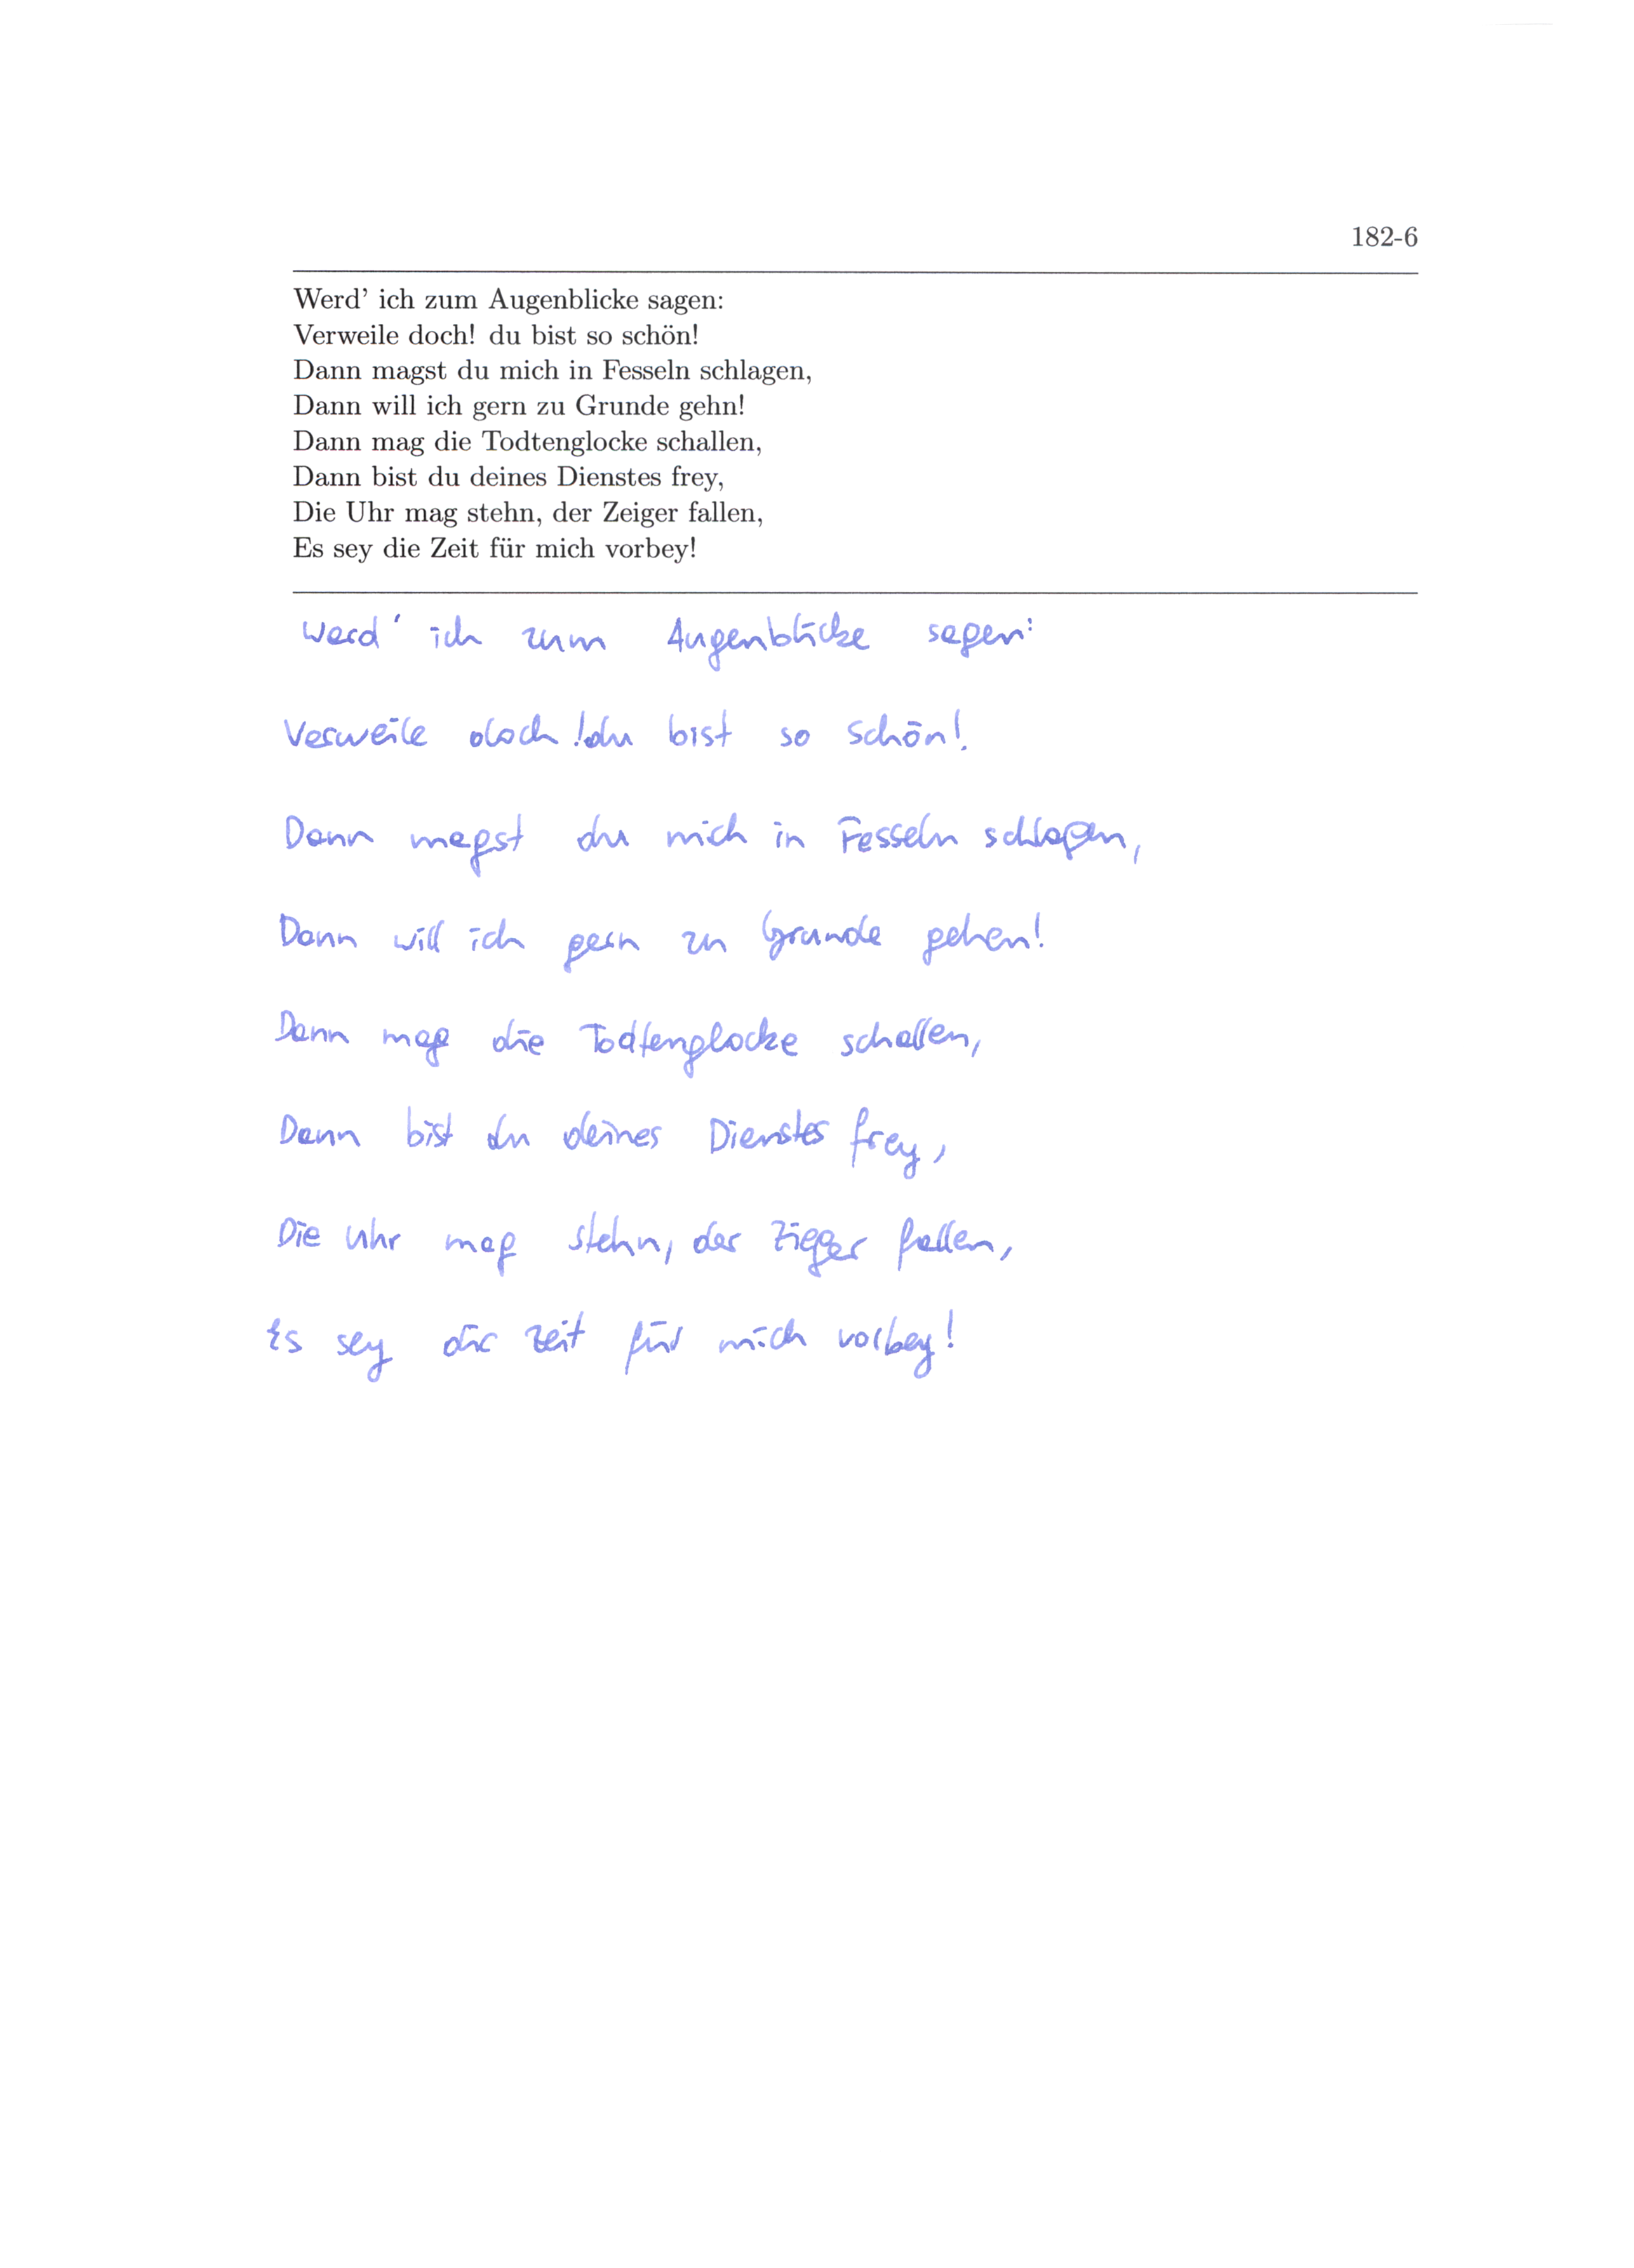 182-6
Werd' ich zum Augenblicke sagen:
Verweile doch! du bist so schön!
Dann magst du mich in Fesseln schlagen,
Dann will ich gern zu Grunde gehn!
Dann mag die Todtenglocke schallen,
Dann bist du deines Dienstes frey,
Die Uhr mag stehn, der Zeiger fallen,
Es sey die Zeit für mich vorbey!
Werd' ich zum Augenblicke sagen:
Verweile doch! du bist so schön!
Dann magst du mich in Fesseln schlagen,
Dann will ich gern zu Grunde gehen!
Dann mag die Todtenglocke schallen,
Dann bist du deines Dienstes frey,
Die Uhr mag stehn, der Zieger fallen,
Es sey die Zeit für mich vorbey!